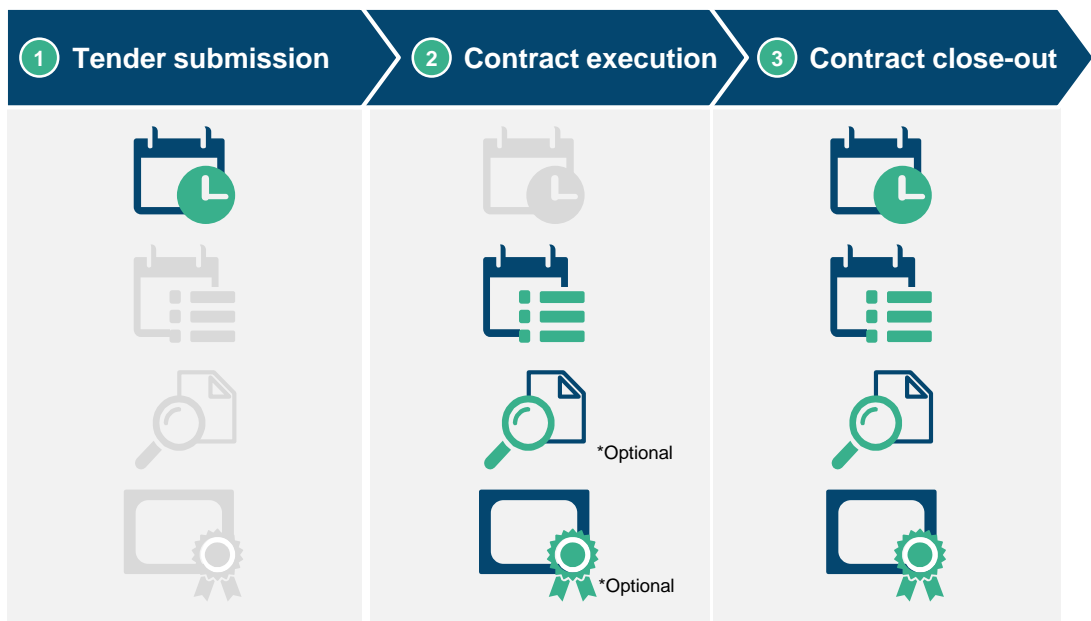 1 Tender submission
2 Contract execution
3 Contract close-out
*Optional
*Optional